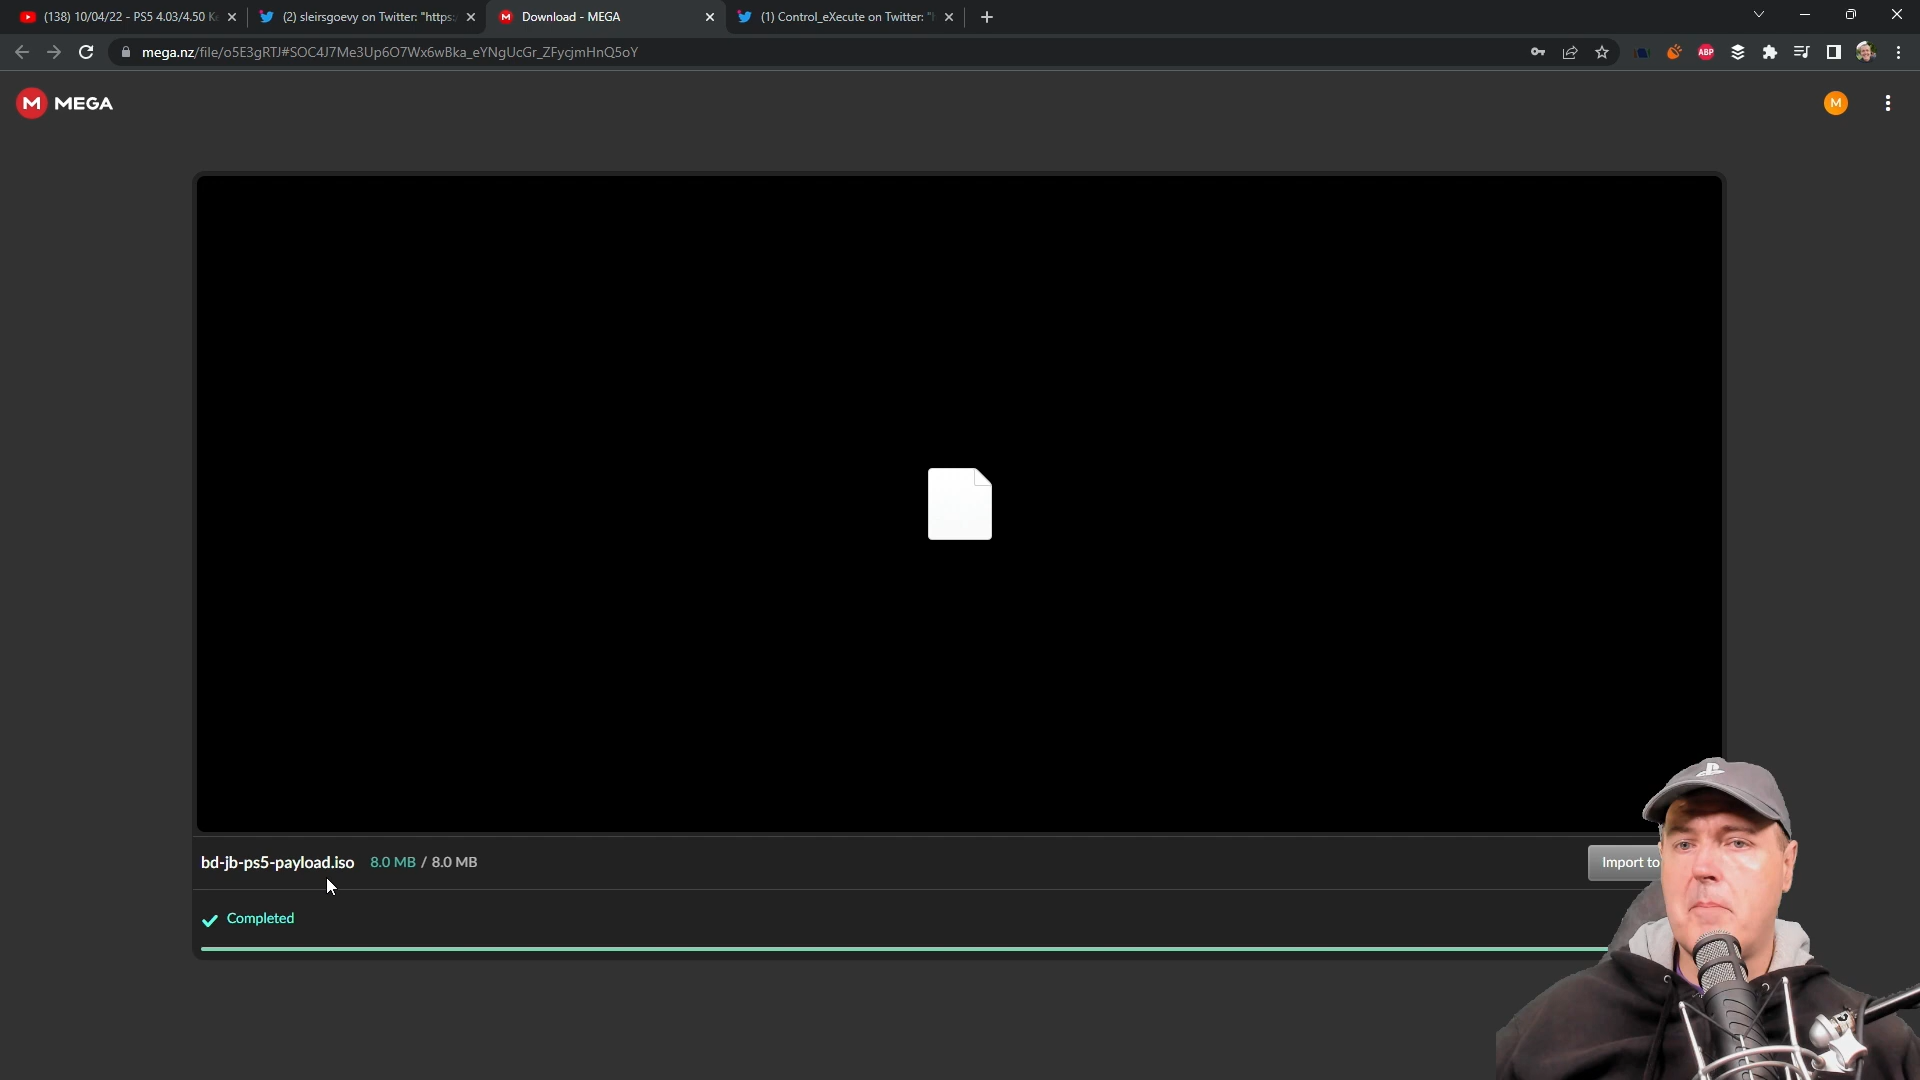 (138) 10/04/22 - PS5 4.03/4.50 Ke
(2) sleirsgoevy on Twitter: "https:
Download - MEGA
(1) Control_eXecute on Twitter: "
mega.nz/file/o5E3gRTJ#SOC4J7Me3Up6O7Wx6wBka_eYNgUcGr_ZFycjmHnQ5oY
ABP
M MEGA
M
bd-jb-ps5-payload.iso 8.0 MB / 8.0 MB
Import to
Completed